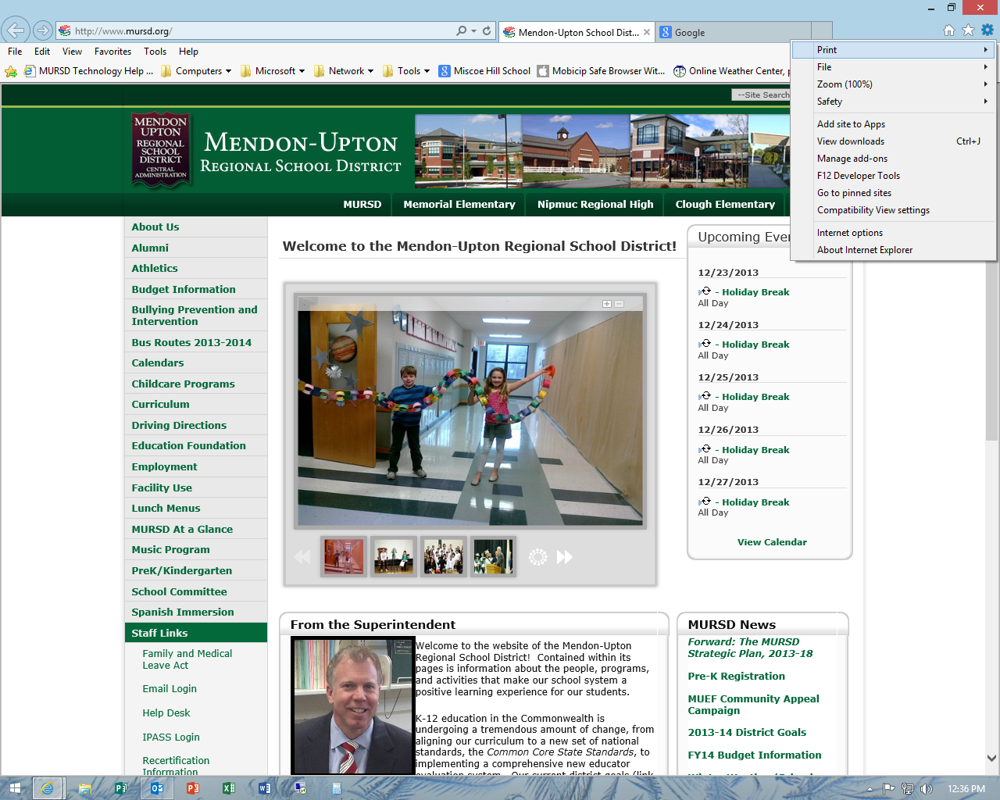 http://www.mursd.org/
Mendon-Upton School Dist...
Google
File Edit View Favorites Tools Help
MURSD Technology Help ... Computers Microsoft Network Tools Miscoe Hill School Mobicip Safe Browser Wit... Online Weather Center,
Print
File
Zoom (100%)
Safety
Add site to Apps
View downloads Ctrl+J
Manage add-ons
F12 Developer Tools
Go to pinned sites
Compatibility View settings
Internet options
About Internet Explorer
--Site Search
MENDON UPTON
REGIONAL
SCHOOL
DISTRICT
CENTRAL
ADMINISTRATION
MENDON-UPTON
REGIONAL SCHOOL DISTRICT
MURSD Memorial Elementary Nipmuc Regional High Clough Elementary
About Us
Alumni
Athletics
Budget Information
Bullying Prevention and
Intervention
Bus Routes 2013-2014
Calendars
Childcare Programs
Curriculum
Driving Directions
Education Foundation
Employment
Facility Use
Lunch Menus
MURSD At a Glance
Music Program
PreK/Kindergarten
School Committee
Spanish Immersion
Staff Links
Family and Medical
Leave Act
Email Login
Help Desk
IPASS Login
Recertification
Information
Welcome to the Mendon-Upton Regional School District!
Upcoming Eve
12/23/2013
- Holiday Break
All Day
12/24/2013
- Holiday Break
All Day
12/25/2013
- Holiday Break
All Day
12/26/2013
- Holiday Break
All Day
12/27/2013
- Holiday Break
All Day
View Calendar
From the Superintendent
Welcome to the website of the Mendon-Upton
Regional School District! Contained within its
pages is information about the people, programs,
and activities that make our school system a
positive learning experience for our students.
K-12 education in the Commonwealth is
undergoing a tremendous amount of change, from
aligning our curriculum to a new set of national
standards, the Common Core State Standards, to
implementing a comprehensive new educator
evaluation system. Our current district goals (link
MURSD News
Forward: The MURSD
Strategic Plan, 2013-18
Pre-K Registration
MUEF Community Appeal
Campaign
2013-14 District Goals
FY14 Budget Information
12:36 PM